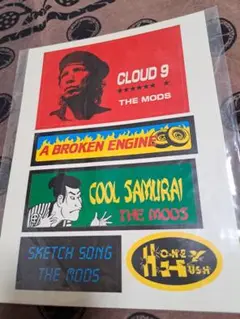 CLOUD 9
THE MODS
A BROKEN ENGINE
COOL SAMURAI
THE MODS
SKETCH SONG
THE MODS
HONEY
HUSH